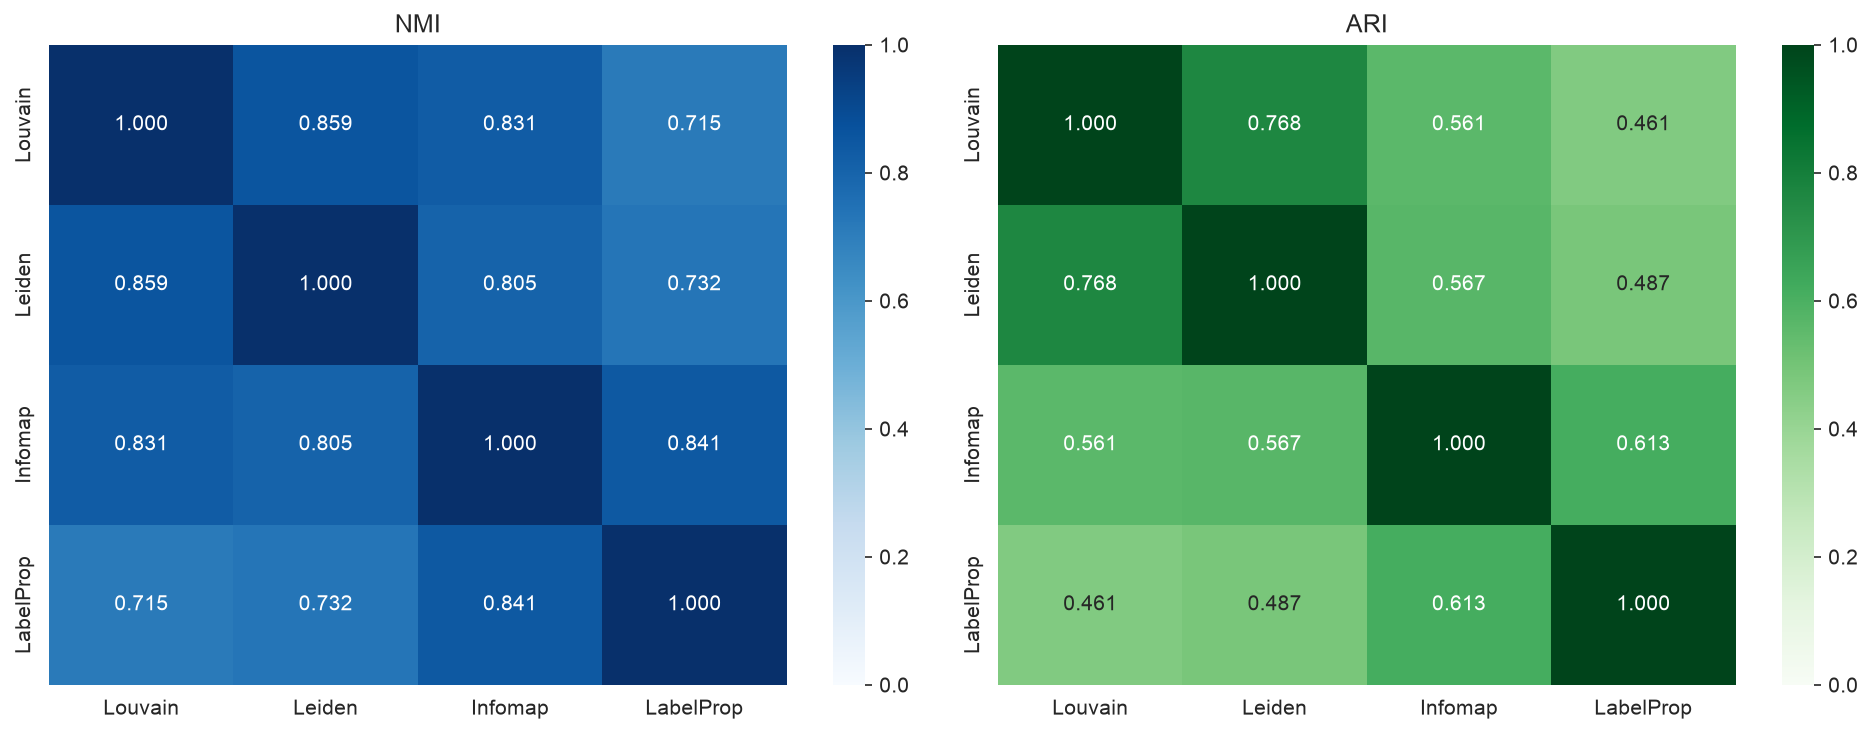 NMI
Louvain 1.000 0.859 0.831 0.715
Leiden 0.859 1.000 0.805 0.732
Infomap 0.831 0.805 1.000 0.841
LabelProp 0.715 0.732 0.841 1.000
Louvain Leiden Infomap LabelProp
1.0
0.8
0.6
0.4
0.2
0.0
ARI
Louvain 1.000 0.768 0.561 0.461
Leiden 0.768 1.000 0.567 0.487
Infomap 0.561 0.567 1.000 0.613
LabelProp 0.461 0.487 0.613 1.000
Louvain Leiden Infomap LabelProp
1.0
0.8
0.6
0.4
0.2
0.0